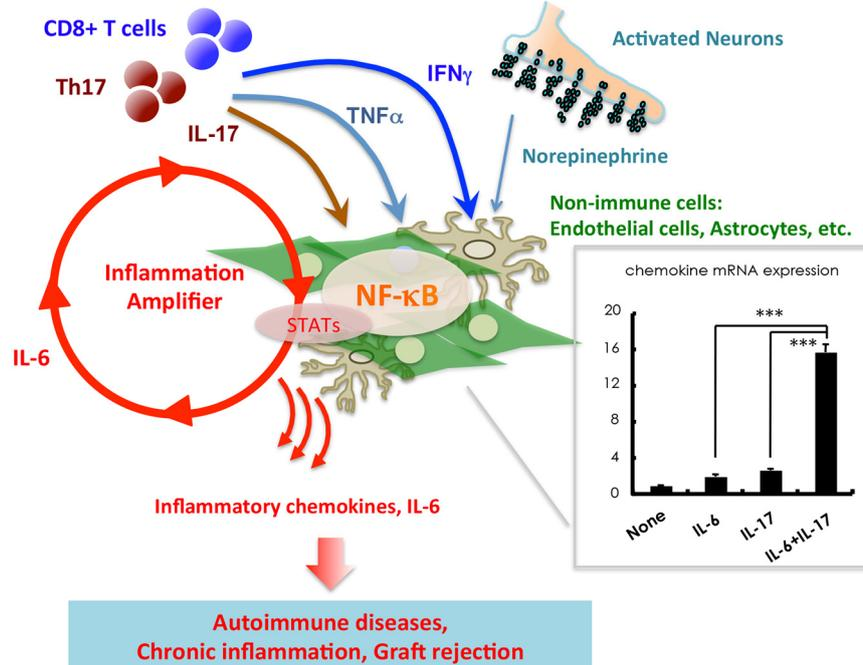 CD8+ T cells
Th17
IL-17
TNFα
IFNγ
Activated Neurons
Norepinephrine
Non-immune cells:
Endothelial cells, Astrocytes, etc.
Inflammation
Amplifier
IL-6
NF-κB
STATs
chemokine mRNA expression
20
16
12
8
4
0
***
***
None
IL-6
IL-17
IL-6+IL-17
Inflammatory chemokines, IL-6
Autoimmune diseases,
Chronic inflammation, Graft rejection